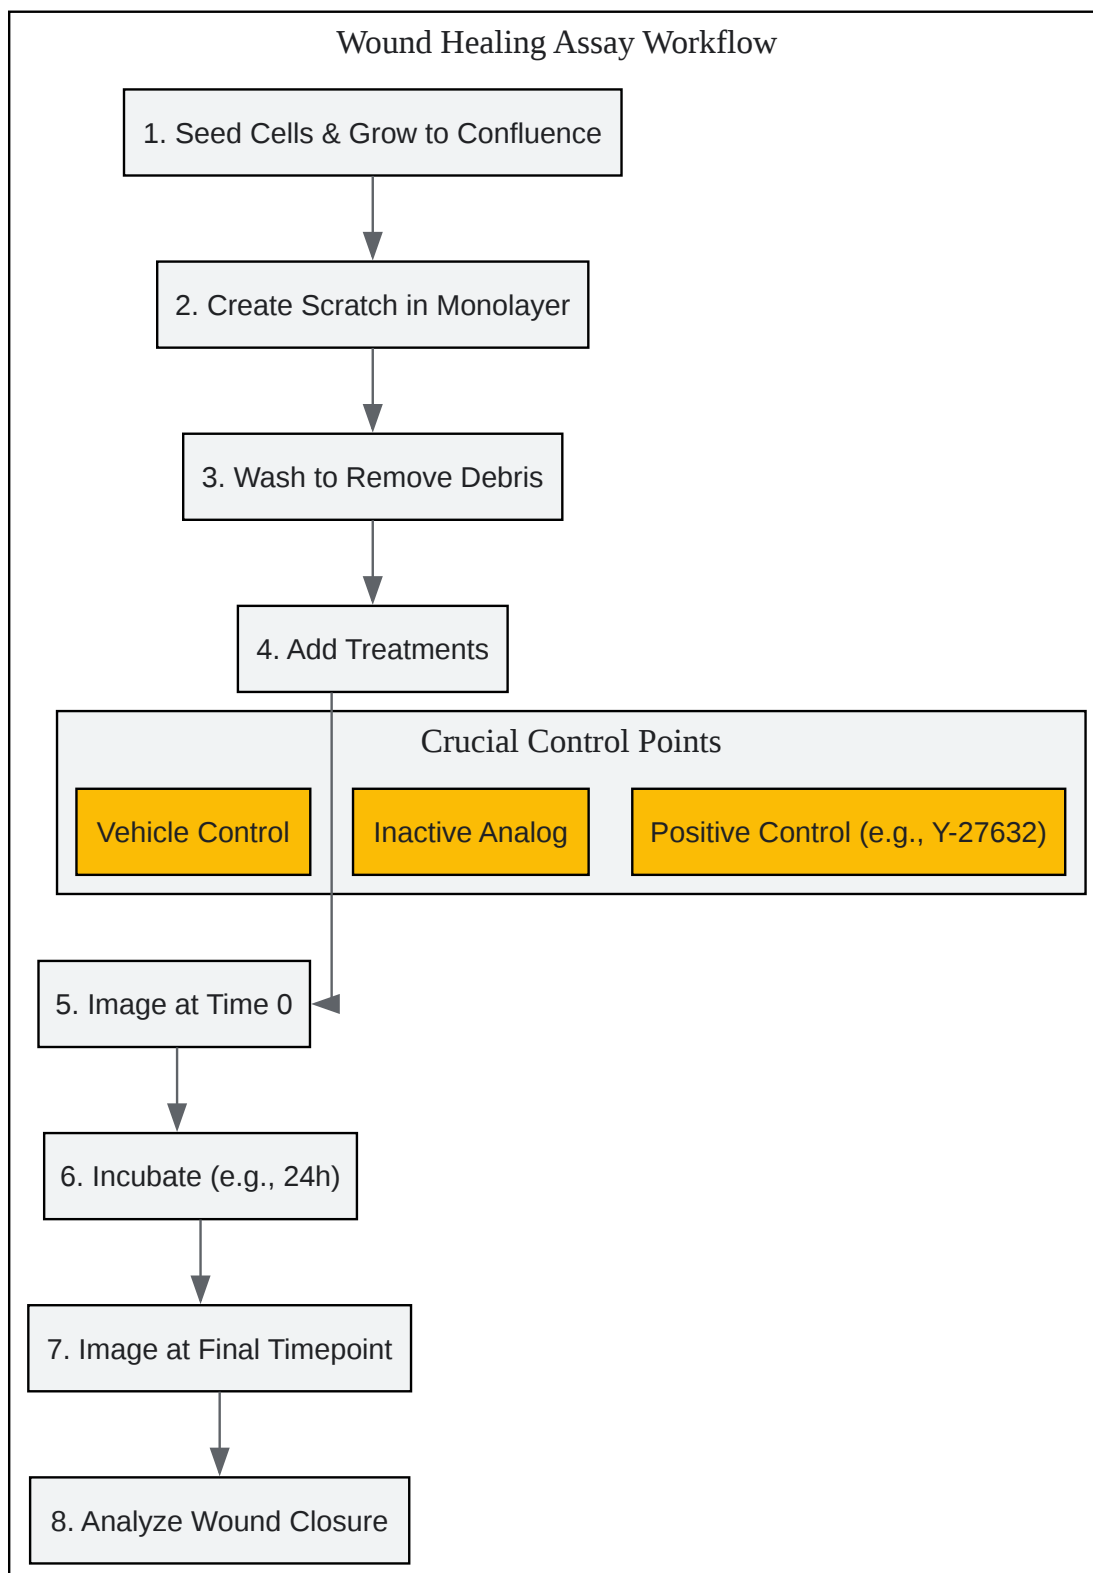 Wound Healing Assay Workflow
1. Seed Cells & Grow to Confluence
2. Create Scratch in Monolayer
3. Wash to Remove Debris
4. Add Treatments
Crucial Control Points
Vehicle Control
Inactive Analog
Positive Control (e.g., Y-27632)
5. Image at Time 0
6. Incubate (e.g., 24h)
7. Image at Final Timepoint
8. Analyze Wound Closure